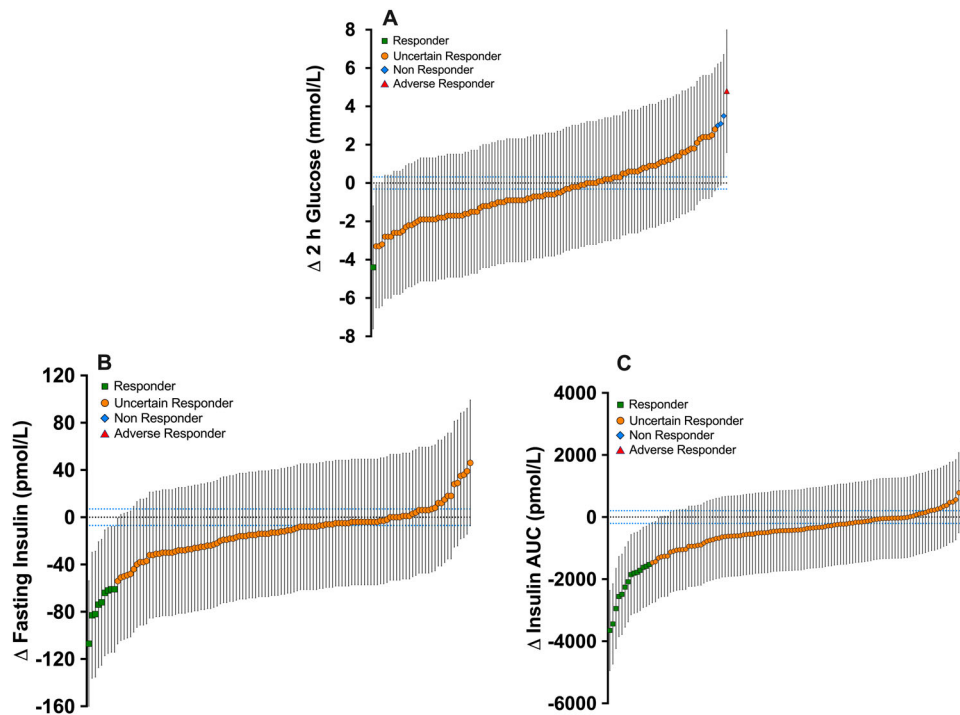 A
Responder
Uncertain Responder
Non Responder
Adverse Responder
8
6
4
2
0
-2
-4
-6
-8
Δ 2 h Glucose (mmol/L)
B
Responder
Uncertain Responder
Non Responder
Adverse Responder
120
80
40
0
-40
-80
-120
-160
Δ Fasting Insulin (pmol/L)
C
Responder
Uncertain Responder
Non Responder
Adverse Responder
4000
2000
0
-2000
-4000
-6000
Δ Insulin AUC (pmol/L)